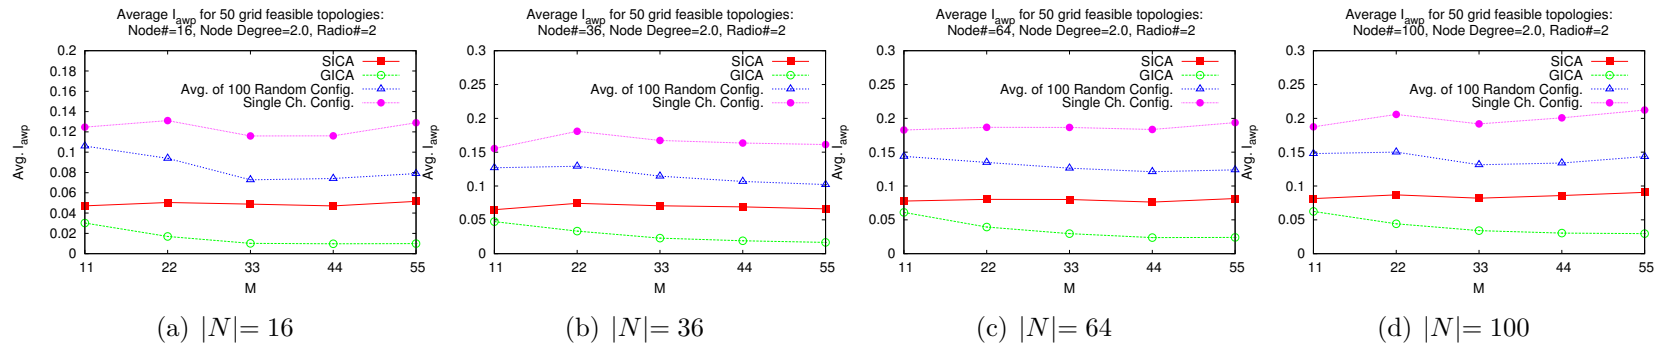 Average I_awp for 50 grid feasible topologies:
Node#=16, Node Degree=2.0, Radio#=2
0.2
0.18
0.16
0.14
0.12
0.1
0.08
0.06
0.04
0.02
0
Avg. I_awp
SICA
GICA
Avg. of 100 Random Config.
Single Ch. Config.
11 22 33 44 55
M
(a) |N|= 16
Average I_awp for 50 grid feasible topologies:
Node#=36, Node Degree=2.0, Radio#=2
0.3
0.25
0.2
0.15
0.1
0.05
0
Avg. I_awp
SICA
GICA
Avg. of 100 Random Config.
Single Ch. Config.
11 22 33 44 55
M
(b) |N|= 36
Average I_awp for 50 grid feasible topologies:
Node#=64, Node Degree=2.0, Radio#=2
0.3
0.25
0.2
0.15
0.1
0.05
0
Avg. I_awp
SICA
GICA
Avg. of 100 Random Config.
Single Ch. Config.
11 22 33 44 55
M
(c) |N|= 64
Average I_awp for 50 grid feasible topologies:
Node#=100, Node Degree=2.0, Radio#=2
0.3
0.25
0.2
0.15
0.1
0.05
0
Avg. I_awp
SICA
GICA
Avg. of 100 Random Config.
Single Ch. Config.
11 22 33 44 55
M
(d) |N|= 100